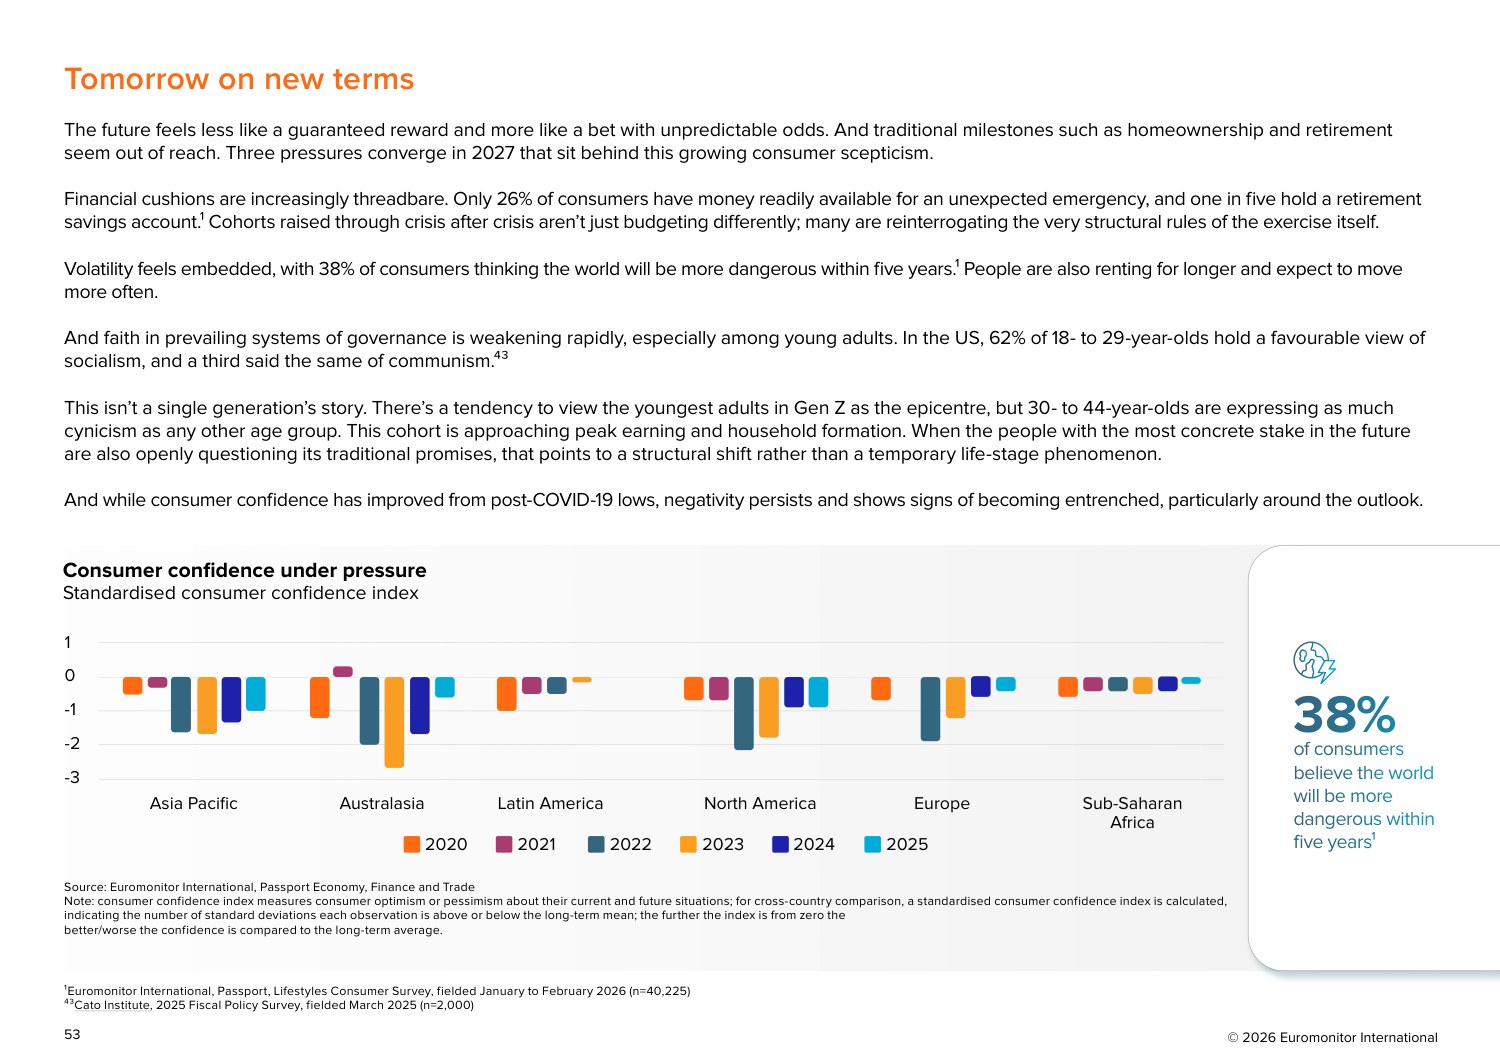 Tomorrow on new terms
The future feels less like a guaranteed reward and more like a bet with unpredictable odds. And traditional milestones such as homeownership and retirement
seem out of reach. Three pressures converge in 2027 that sit behind this growing consumer scepticism.
Financial cushions are increasingly threadbare. Only 26% of consumers have money readily available for an unexpected emergency, and one in five hold a retirement
savings account.¹ Cohorts raised through crisis after crisis aren’t just budgeting differently; many are reinterrogating the very structural rules of the exercise itself.
Volatility feels embedded, with 38% of consumers thinking the world will be more dangerous within five years.¹ People are also renting for longer and expect to move
more often.
And faith in prevailing systems of governance is weakening rapidly, especially among young adults. In the US, 62% of 18- to 29-year-olds hold a favourable view of
socialism, and a third said the same of communism.⁴³
This isn’t a single generation’s story. There’s a tendency to view the youngest adults in Gen Z as the epicentre, but 30- to 44-year-olds are expressing as much
cynicism as any other age group. This cohort is approaching peak earning and household formation. When the people with the most concrete stake in the future
are also openly questioning its traditional promises, that points to a structural shift rather than a temporary life-stage phenomenon.
And while consumer confidence has improved from post-COVID-19 lows, negativity persists and shows signs of becoming entrenched, particularly around the outlook.
Consumer confidence under pressure
Standardised consumer confidence index
1
0
-1
-2
-3
Asia Pacific
Australasia
Latin America
North America
Europe
Sub-Saharan
Africa
2020
2021
2022
2023
2024
2025
Source: Euromonitor International, Passport Economy, Finance and Trade
Note: consumer confidence index measures consumer optimism or pessimism about their current and future situations; for cross-country comparison, a standardised consumer confidence index is calculated,
indicating the number of standard deviations each observation is above or below the long-term mean; the further the index is from zero the
better/worse the confidence is compared to the long-term average.
38%
of consumers
believe the world
will be more
dangerous within
five years¹
¹Euromonitor International, Passport, Lifestyles Consumer Survey, fielded January to February 2026 (n=40,225)
⁴³Cato Institute, 2025 Fiscal Policy Survey, fielded March 2025 (n=2,000)
53
© 2026 Euromonitor International